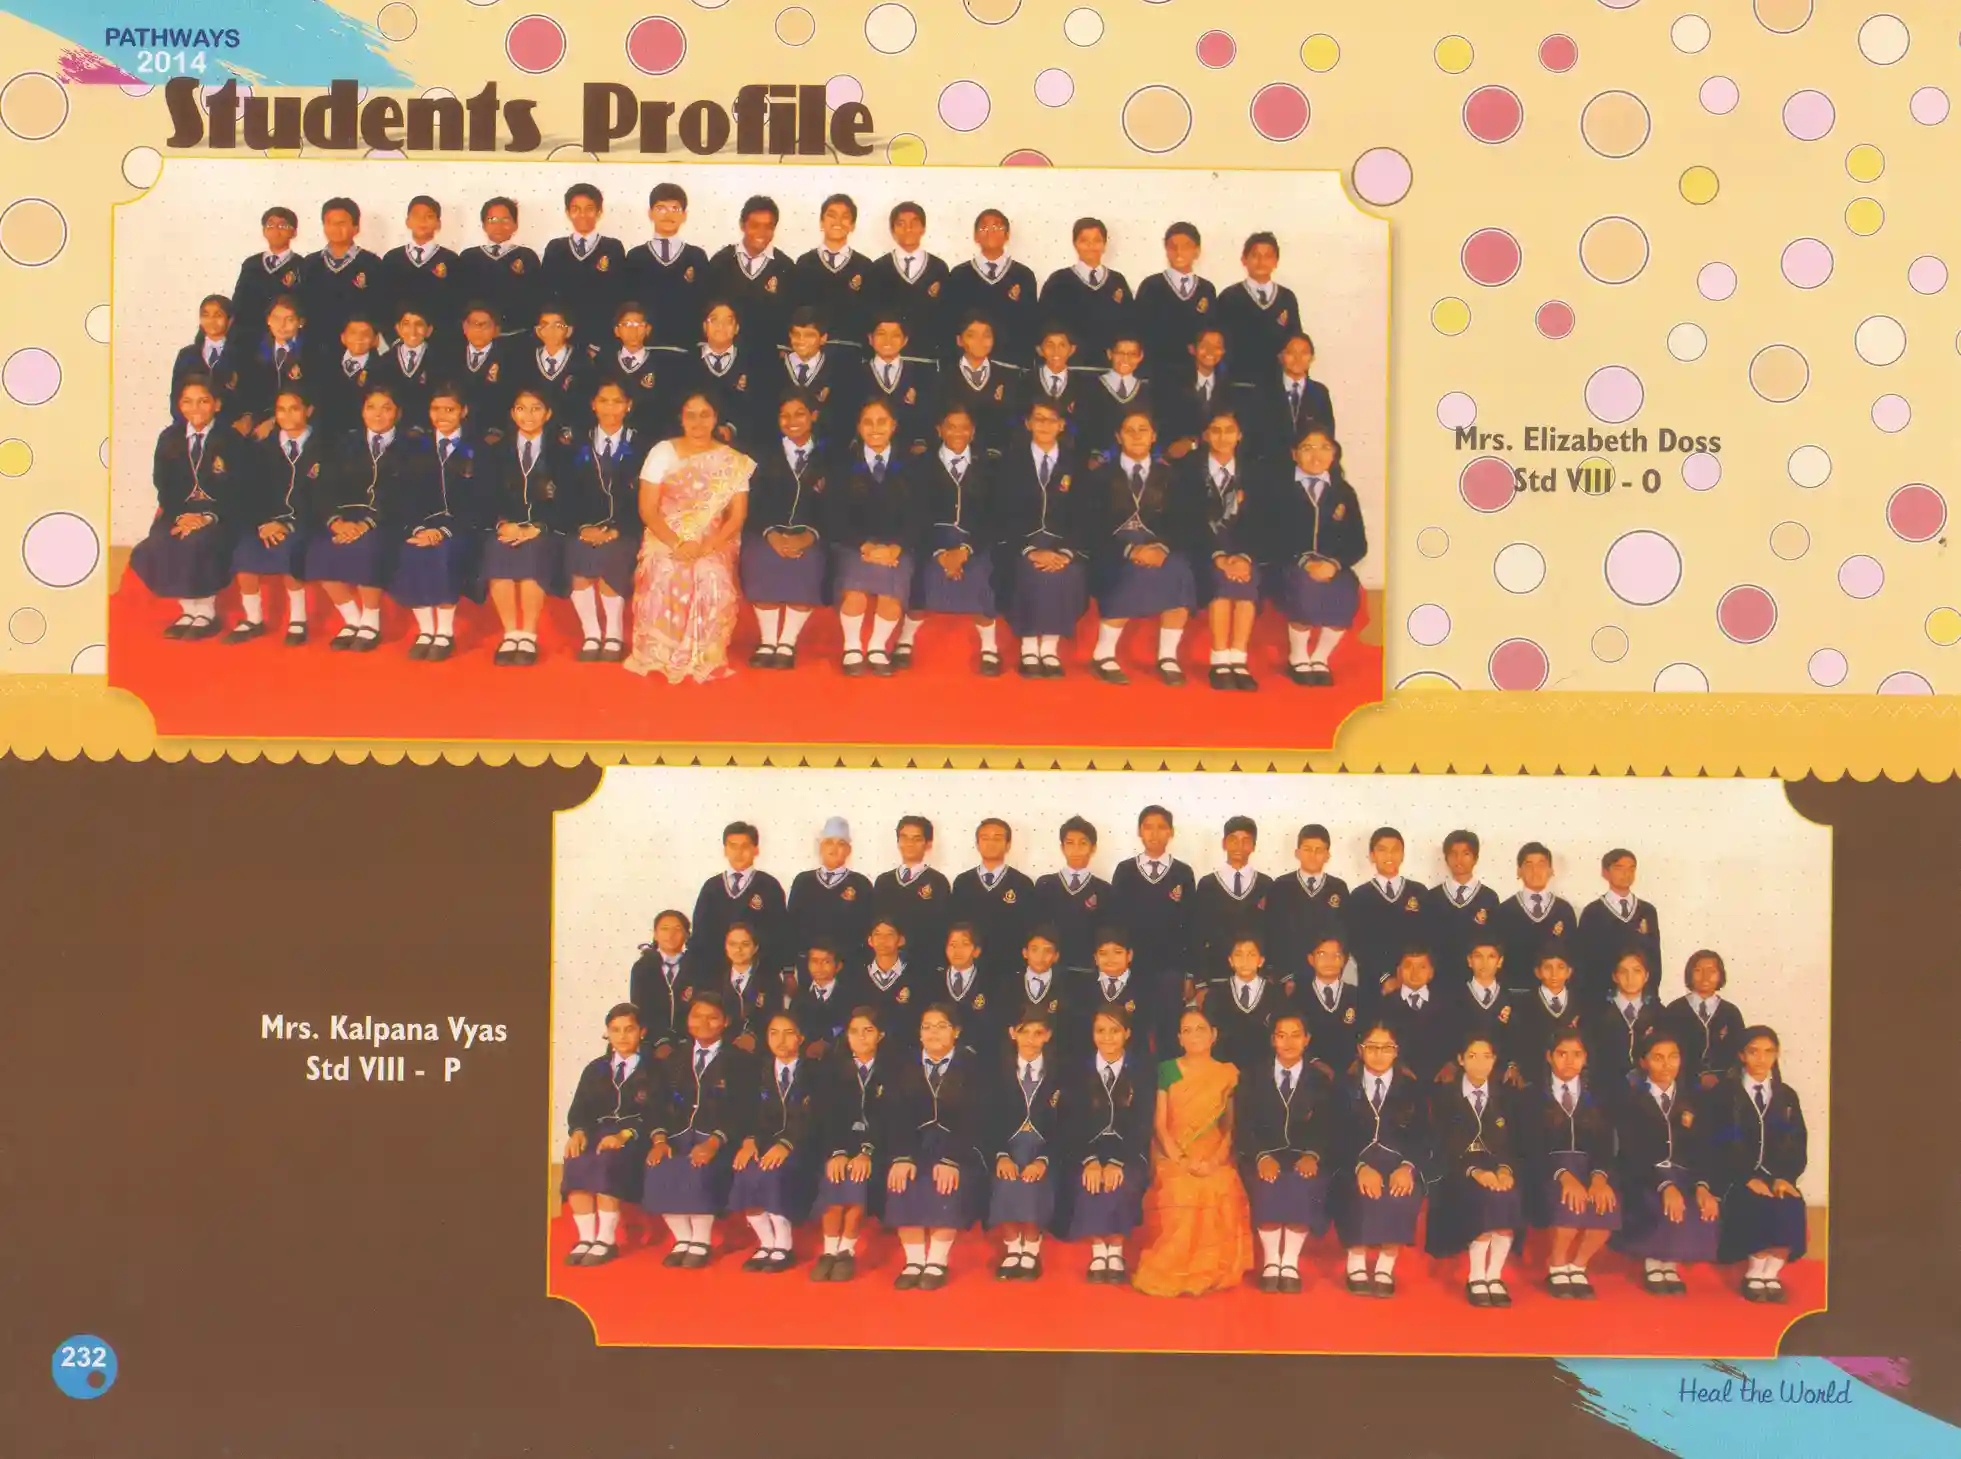 PATHWAYS
2014
Students Profile
Mrs. Elizabeth Doss
Std VIII - O
Mrs. Kalpana Vyas
Std VIII - P
232
Heal the World